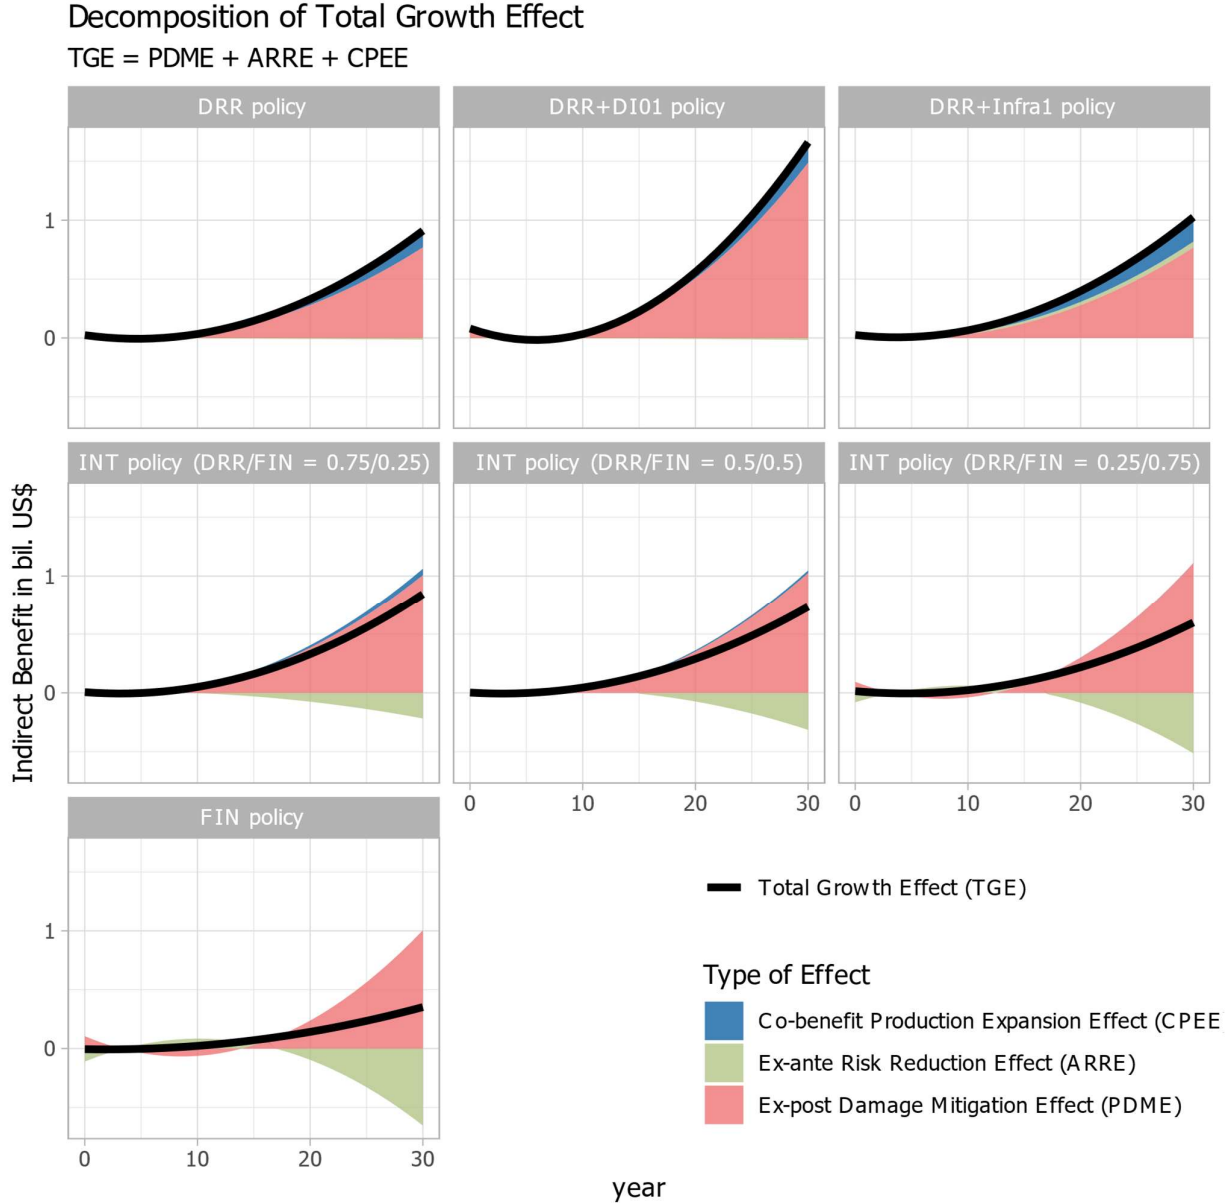 Decomposition of Total Growth Effect
TGE = PDME + ARRE + CPEE
DRR policy
DRR+DI01 policy
DRR+Infra1 policy
1
0
INT policy (DRR/FIN = 0.75/0.25)
INT policy (DRR/FIN = 0.5/0.5)
INT policy (DRR/FIN = 0.25/0.75)
Indirect Benefit in bil. US$
1
0
0 10 20 30
0 10 20 30
FIN policy
1
0
0 10 20 30
year
Total Growth Effect (TGE)
Type of Effect
Co-benefit Production Expansion Effect (CPEE
Ex-ante Risk Reduction Effect (ARRE)
Ex-post Damage Mitigation Effect (PDME)